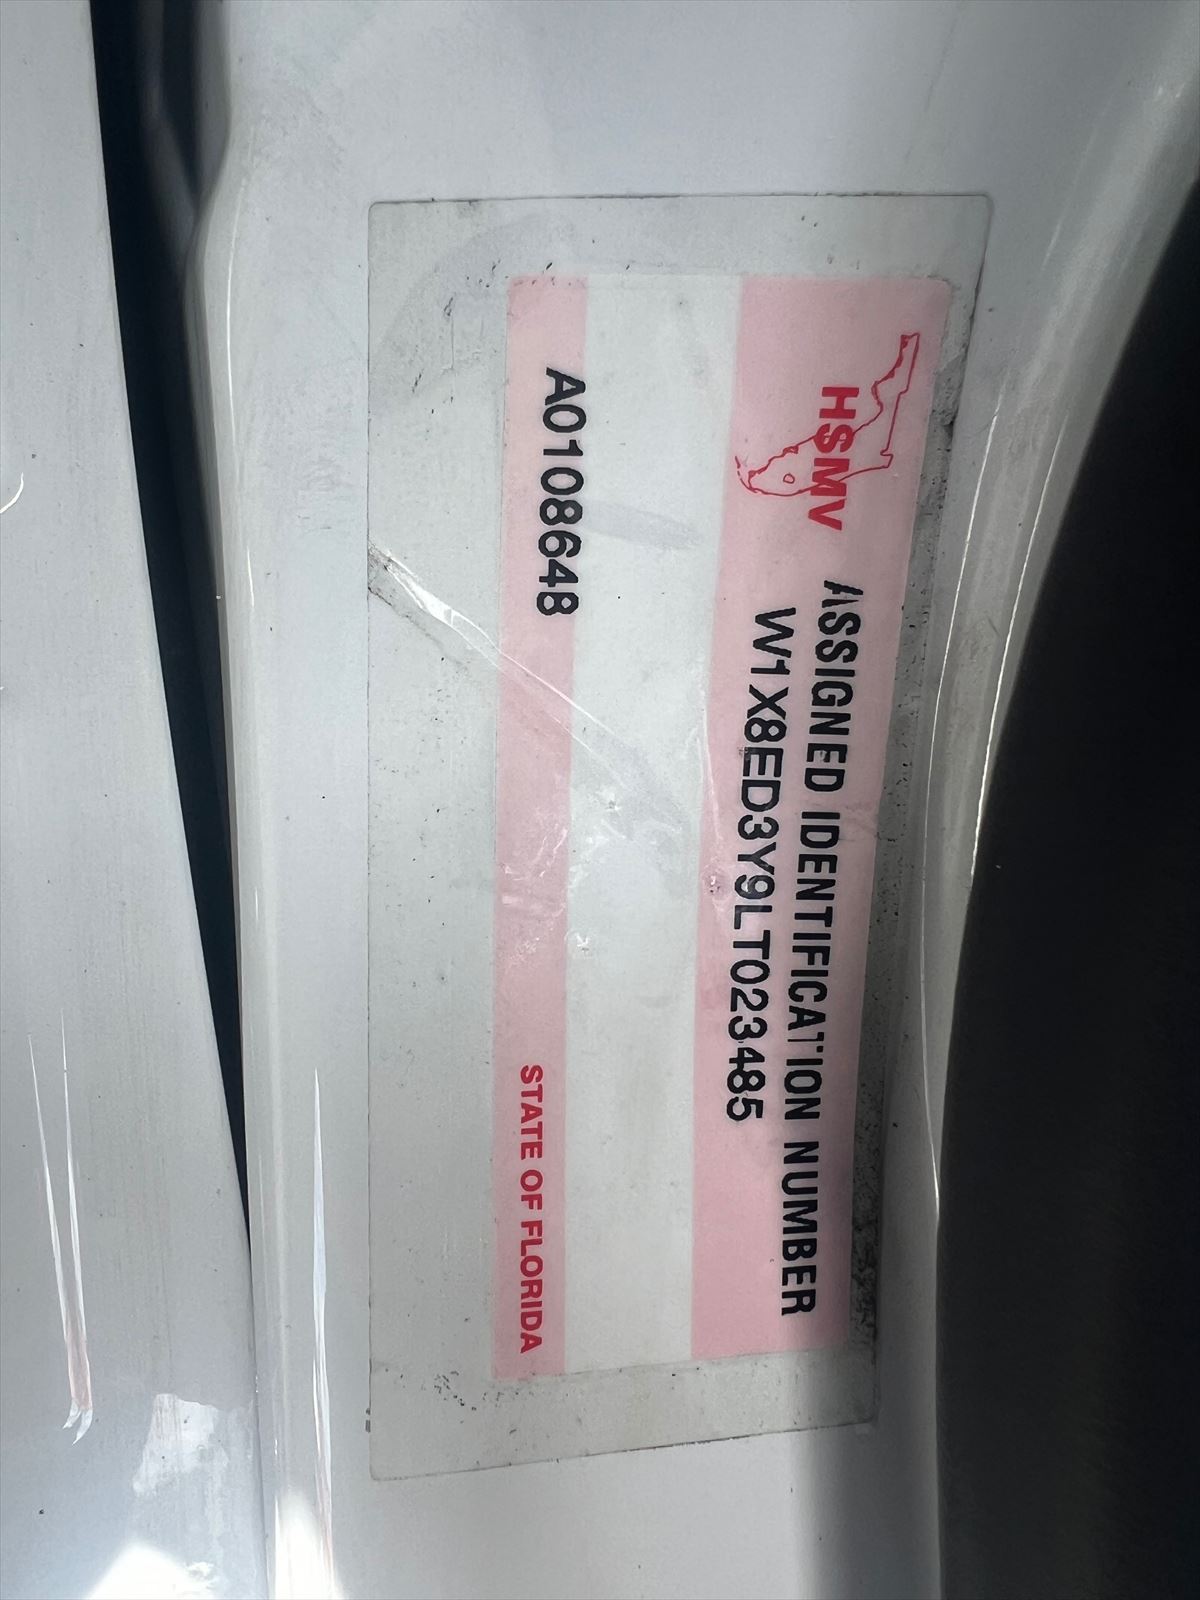 HSMV
ASSIGNED IDENTIFICATION NUMBER
W1X8ED3Y9LT023485
A0108648
STATE OF FLORIDA